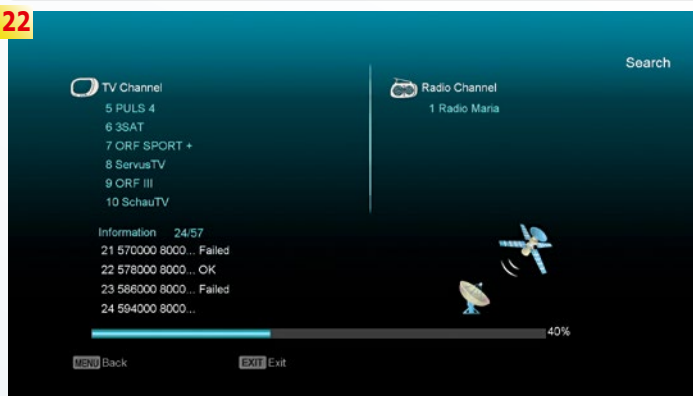 22
Search
TV Channel
5 PULS 4
6 3SAT
7 ORF SPORT +
8 ServusTV
9 ORF III
10 SchauTV
Radio Channel
1 Radio Maria
Information 24/57
21 570000 8000... Failed
22 578000 8000... OK
23 586000 8000... Failed
24 594000 8000...
40%
MENU Back
EXIT Exit